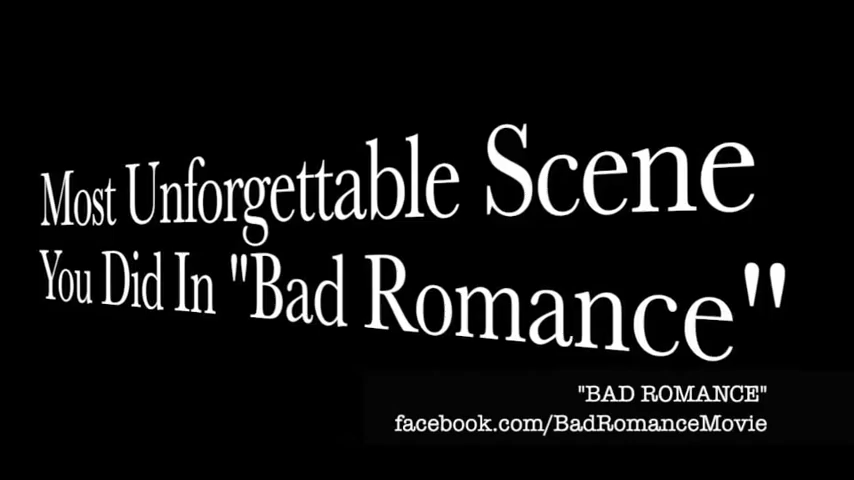 Most Unforgettable Scene
You Did In "Bad Romance"
"BAD ROMANCE"
facebook.com/BadRomanceMovie